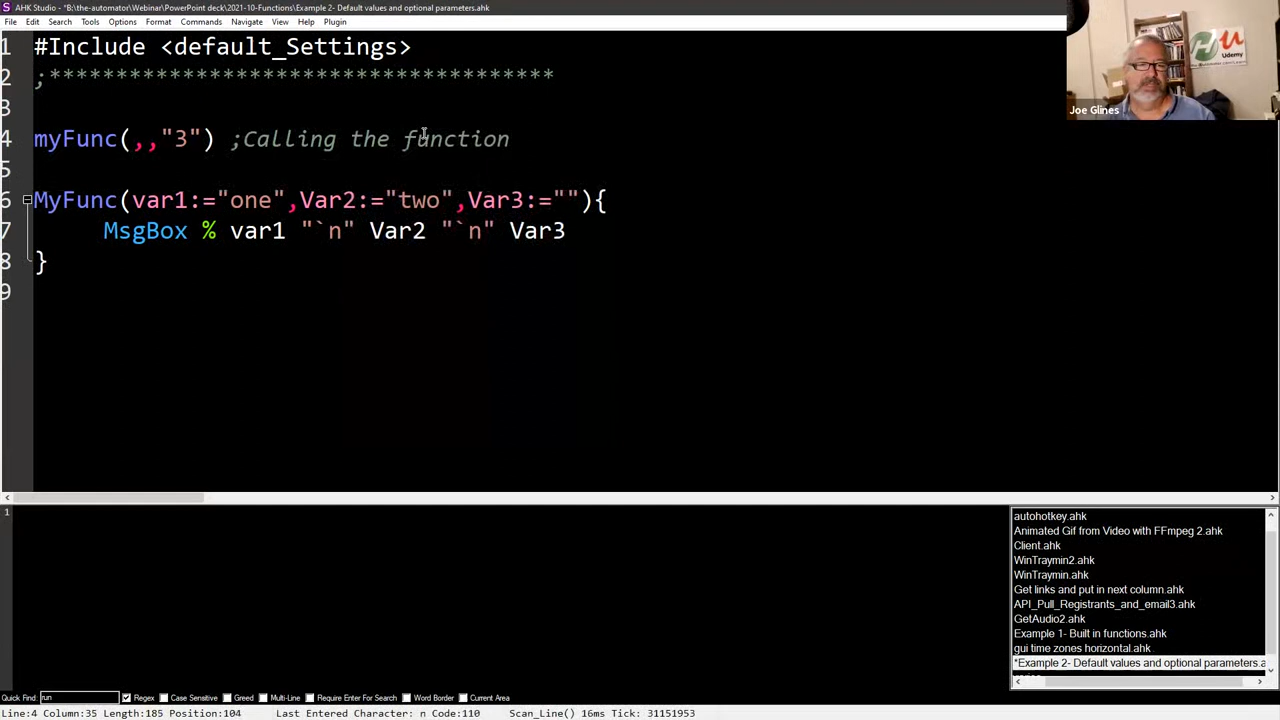 AHK Studio - *B:\the-automator\Webinar\PowerPoint deck\2021-10-Functions\Example 2- Default values and optional parameters.ahk
File Edit Search Tools Options Format Commands Navigate View Help Plugin
1 #Include <default_Settings>
2 ;****************************************
3
4 myFunc(,,"3") ;Calling the function
5
6 MyFunc(var1:="one",Var2:="two",Var3:=""){
7 MsgBox % var1 "`n" Var2 "`n" Var3
8 }
9
Udemy
Joe Glines
1
autohotkey.ahk
Animated Gif from Video with FFmpeg 2.ahk
Client.ahk
WinTraymin2.ahk
WinTraymin.ahk
Get links and put in next column.ahk
API_Pull_Registrants_and_email3.ahk
GetAudio2.ahk
Example 1- Built in functions.ahk
gui time zones horizontal.ahk
*Example 2- Default values and optional parameters.a
Quick Find: run Regex Case Sensitive Greed Multi-Line Require Enter For Search Word Border Current Area
Line:4 Column:35 Length:185 Position:104 Last Entered Character: n Code:110 Scan_Line() 16ms Tick: 31151953